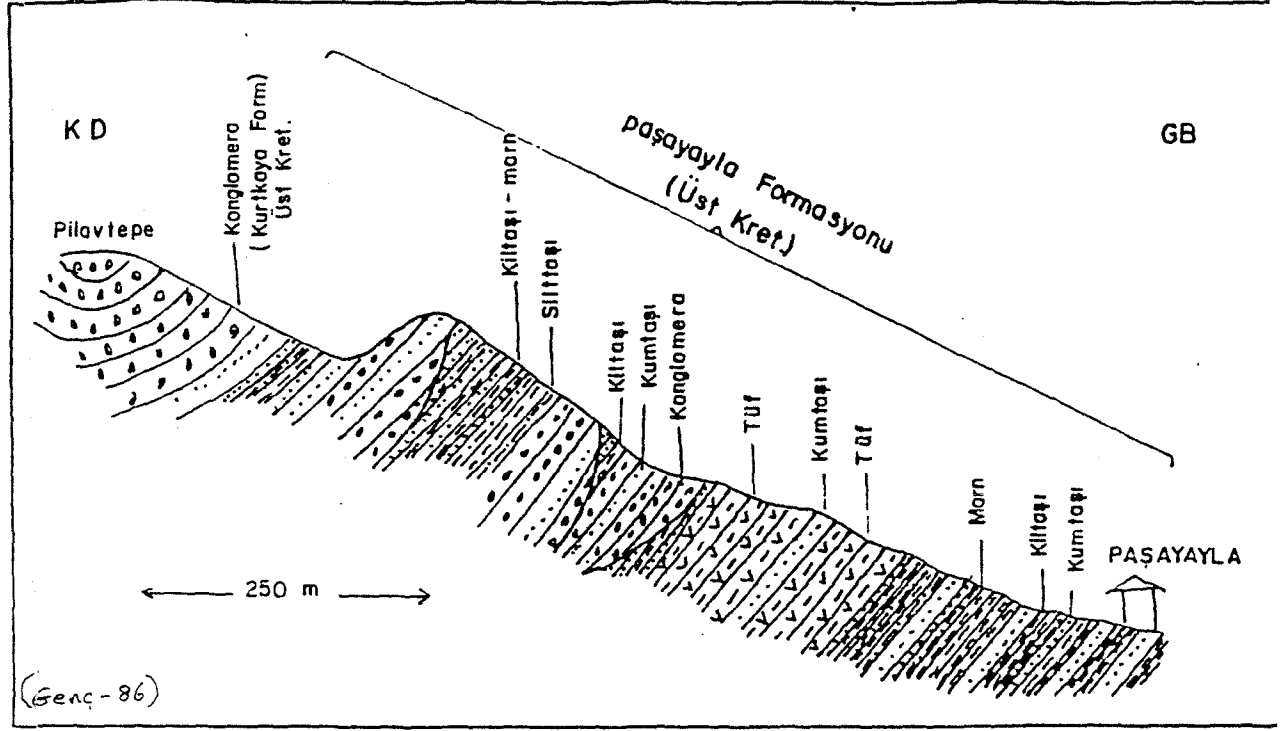 KD
GB
Pilavtepe
Konglomera
(Kurtkaya Form)
Üst Kret.
paşayayla Formasyonu
(Üst Kret.)
Kiltaşı - marn
Silttaşı
Kiltaşı
Kumtaşı
Konglomera
Tüf
Kumtaşı
Tüf
Marn
Kiltaşı
Kumtaşı
PAŞAYAYLA
250 m
(Genç-86)